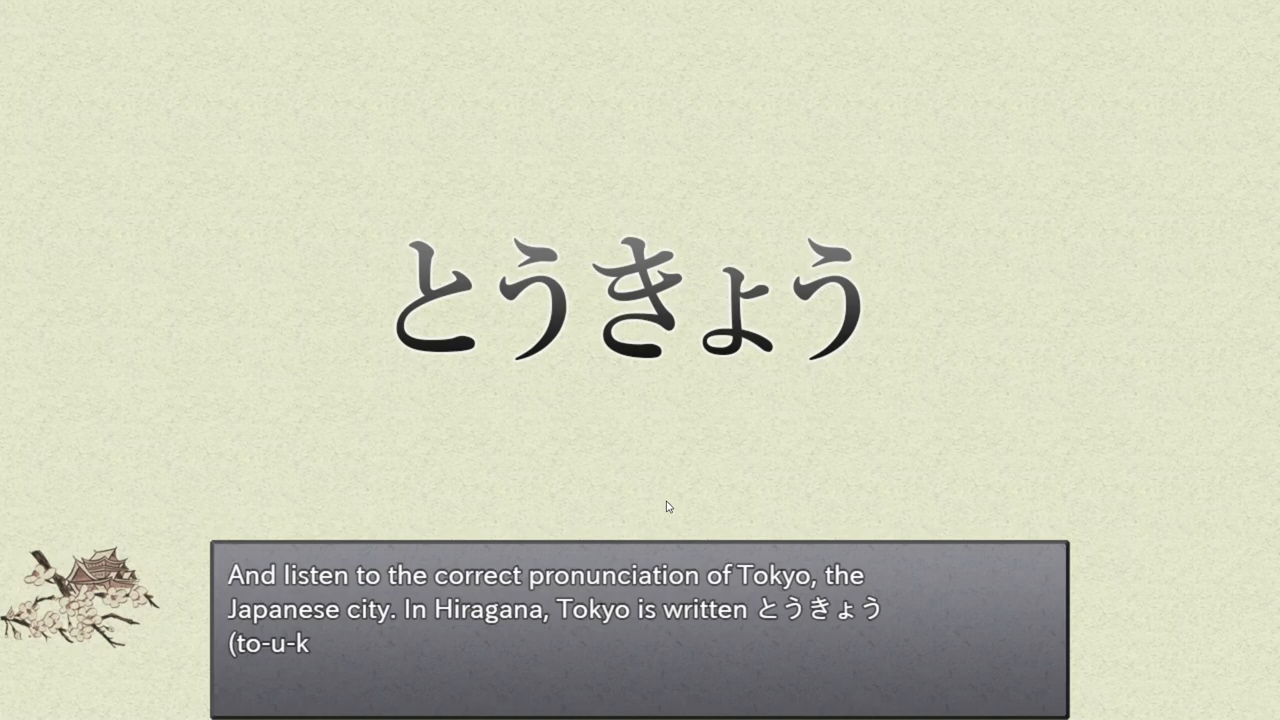 とうきょう
And listen to the correct pronunciation of Tokyo, the
Japanese city. In Hiragana, Tokyo is written とうきょう
(to-u-k